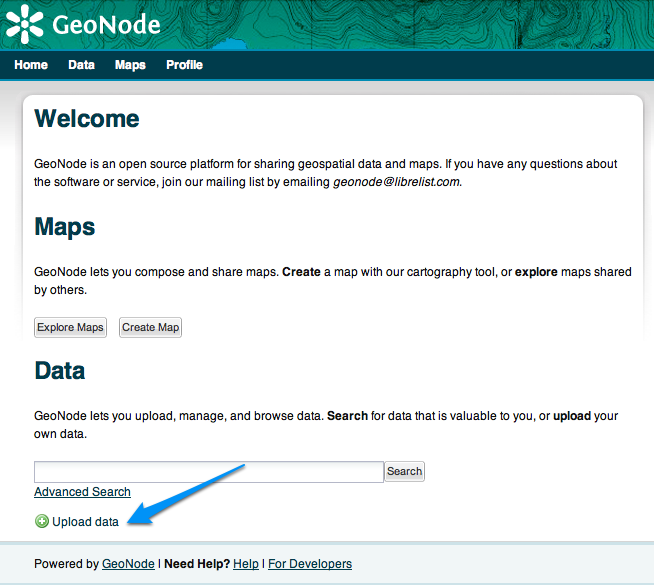 GeoNode
Home Data Maps Profile
Welcome
GeoNode is an open source platform for sharing geospatial data and maps. If you have any questions about
the software or service, join our mailing list by emailing geonode@librelist.com.
Maps
GeoNode lets you compose and share maps. Create a map with our cartography tool, or explore maps shared
by others.
Explore Maps Create Map
Data
GeoNode lets you upload, manage, and browse data. Search for data that is valuable to you, or upload your
own data.
Search
Advanced Search
Upload data
Powered by GeoNode | Need Help? Help | For Developers